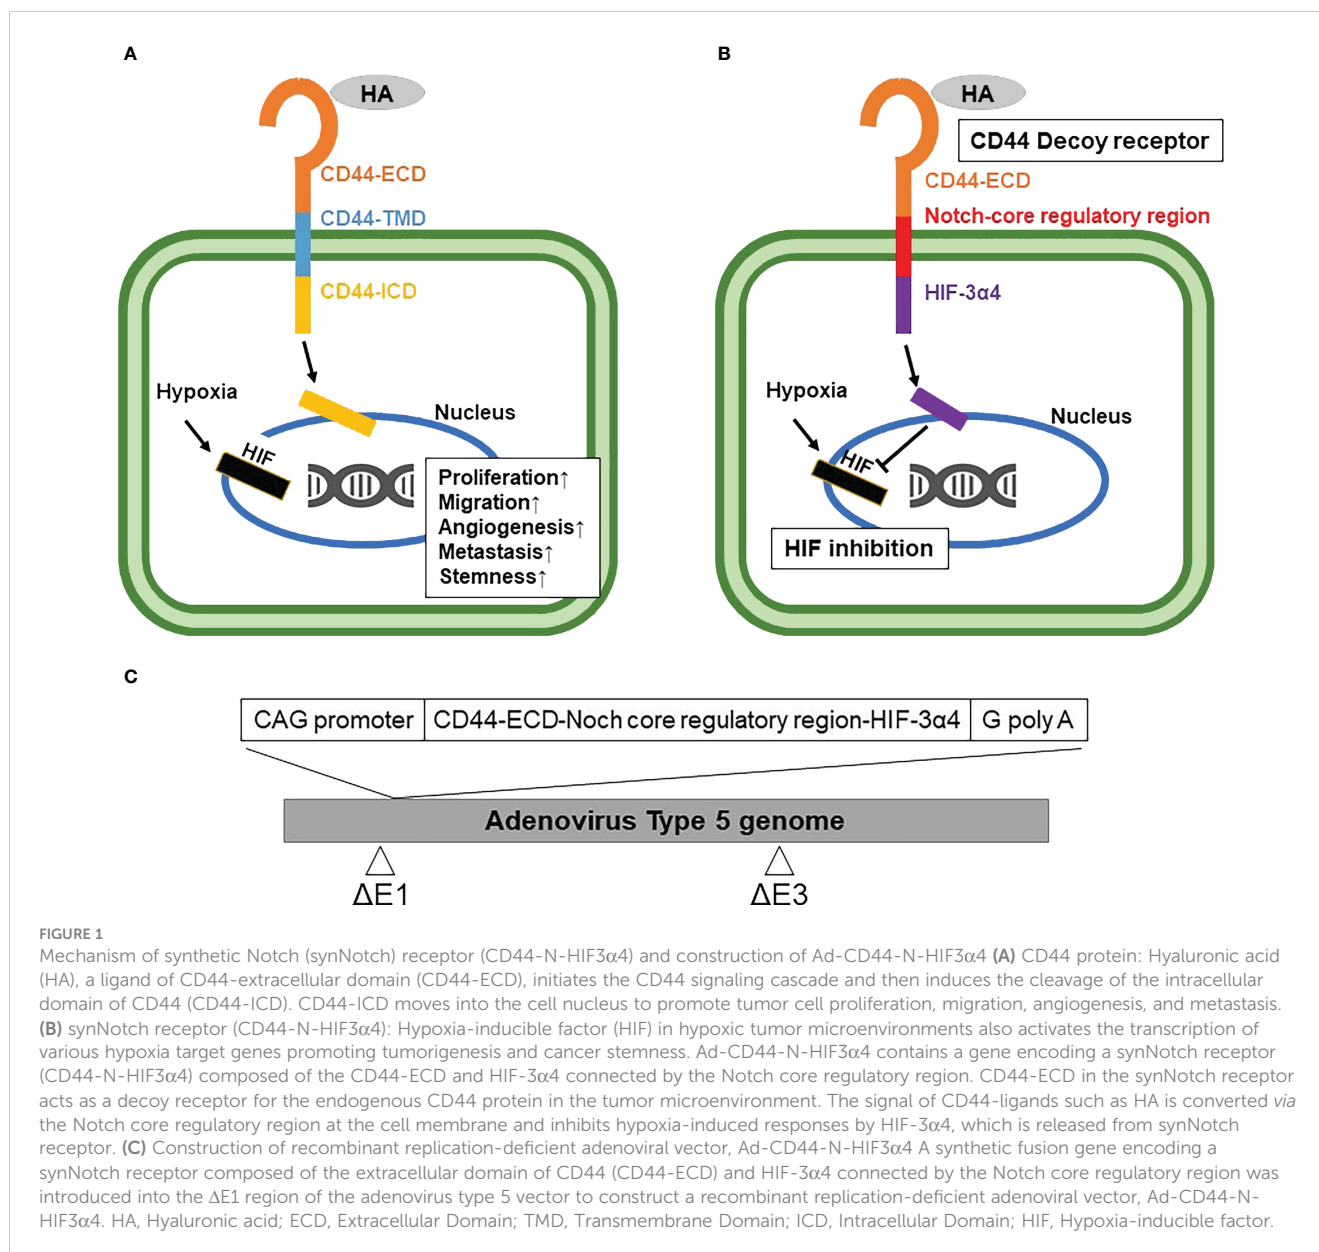 A
HA
CD44-ECD
CD44-TMD
CD44-ICD
Hypoxia
HIF
Nucleus
Proliferation↑
Migration↑
Angiogenesis↑
Metastasis↑
Stemness↑
B
HA
CD44 Decoy receptor
CD44-ECD
Notch-core regulatory region
HIF-3α4
Hypoxia
HIF
Nucleus
HIF inhibition
C
CAG promoter CD44-ECD-Noch core regulatory region-HIF-3α4 G poly A
Adenovirus Type 5 genome
ΔE1 ΔE3
FIGURE 1
Mechanism of synthetic Notch (synNotch) receptor (CD44-N-HIF3α4) and construction of Ad-CD44-N-HIF3α4 (A) CD44 protein: Hyaluronic acid
(HA), a ligand of CD44-extracellular domain (CD44-ECD), initiates the CD44 signaling cascade and then induces the cleavage of the intracellular
domain of CD44 (CD44-ICD). CD44-ICD moves into the cell nucleus to promote tumor cell proliferation, migration, angiogenesis, and metastasis.
(B) synNotch receptor (CD44-N-HIF3α4): Hypoxia-inducible factor (HIF) in hypoxic tumor microenvironments also activates the transcription of
various hypoxia target genes promoting tumorigenesis and cancer stemness. Ad-CD44-N-HIF3α4 contains a gene encoding a synNotch receptor
(CD44-N-HIF3α4) composed of the CD44-ECD and HIF-3α4 connected by the Notch core regulatory region. CD44-ECD in the synNotch receptor
acts as a decoy receptor for the endogenous CD44 protein in the tumor microenvironment. The signal of CD44-ligands such as HA is converted via
the Notch core regulatory region at the cell membrane and inhibits hypoxia-induced responses by HIF-3α4, which is released from synNotch
receptor. (C) Construction of recombinant replication-deficient adenoviral vector, Ad-CD44-N-HIF3α4 A synthetic fusion gene encoding a
synNotch receptor composed of the extracellular domain of CD44 (CD44-ECD) and HIF-3α4 connected by the Notch core regulatory region was
introduced into the ΔE1 region of the adenovirus type 5 vector to construct a recombinant replication-deficient adenoviral vector, Ad-CD44-N-
HIF3α4. HA, Hyaluronic acid; ECD, Extracellular Domain; TMD, Transmembrane Domain; ICD, Intracellular Domain; HIF, Hypoxia-inducible factor.